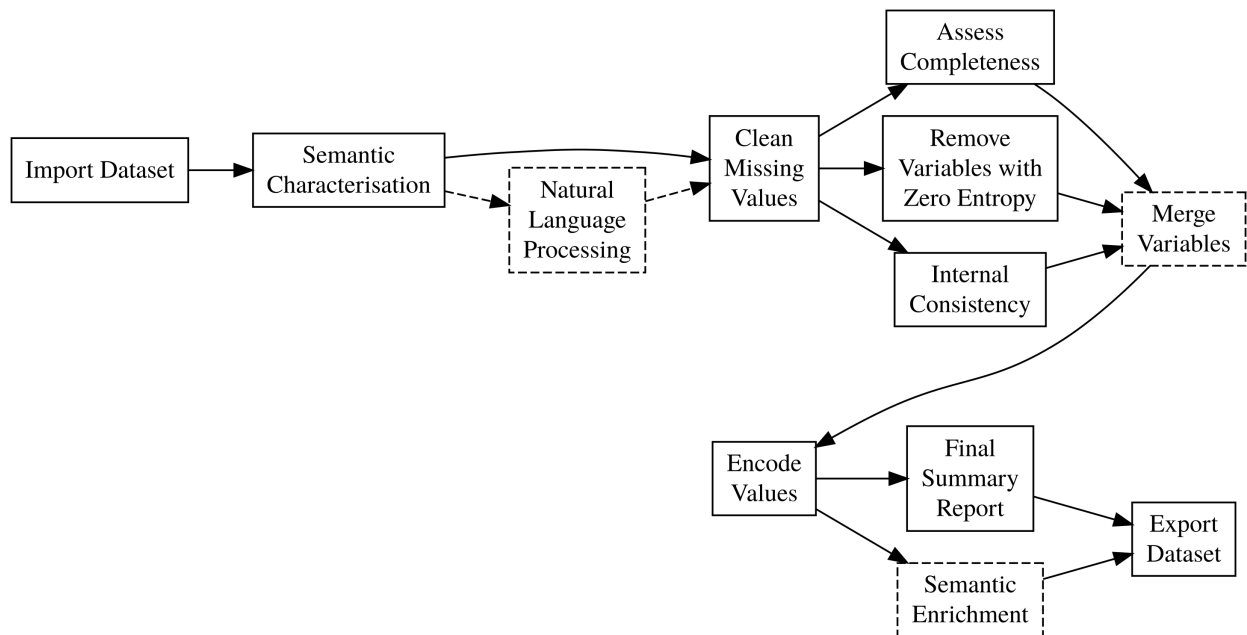 Import Dataset
Semantic
Characterisation
Natural
Language
Processing
Clean
Missing
Values
Assess
Completeness
Remove
Variables with
Zero Entropy
Internal
Consistency
Merge
Variables
Encode
Values
Final
Summary
Report
Semantic
Enrichment
Export
Dataset